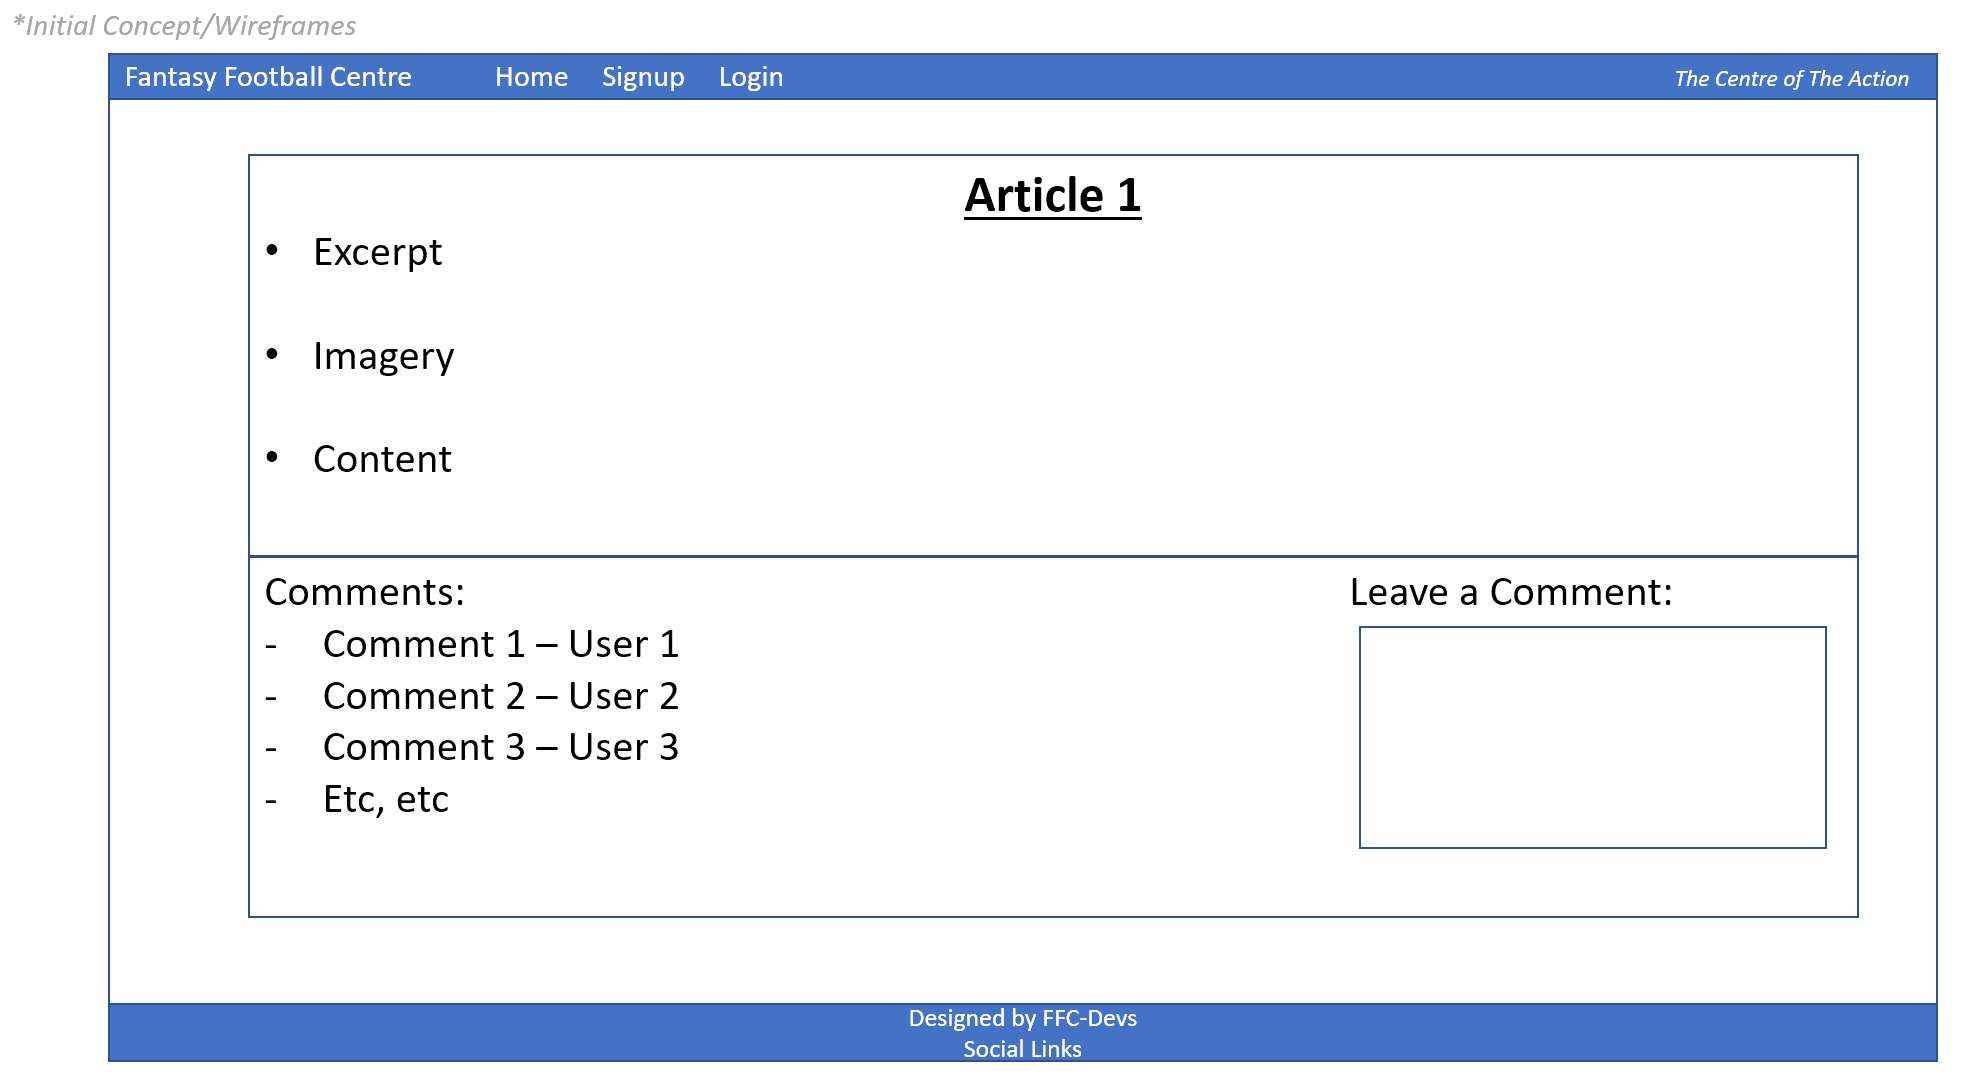 *Initial Concept/Wireframes
Fantasy Football Centre Home Signup Login The Centre of The Action
Article 1
• Excerpt
• Imagery
• Content
Comments:
- Comment 1 – User 1
- Comment 2 – User 2
- Comment 3 – User 3
- Etc, etc
Leave a Comment:
Designed by FFC-Devs
Social Links